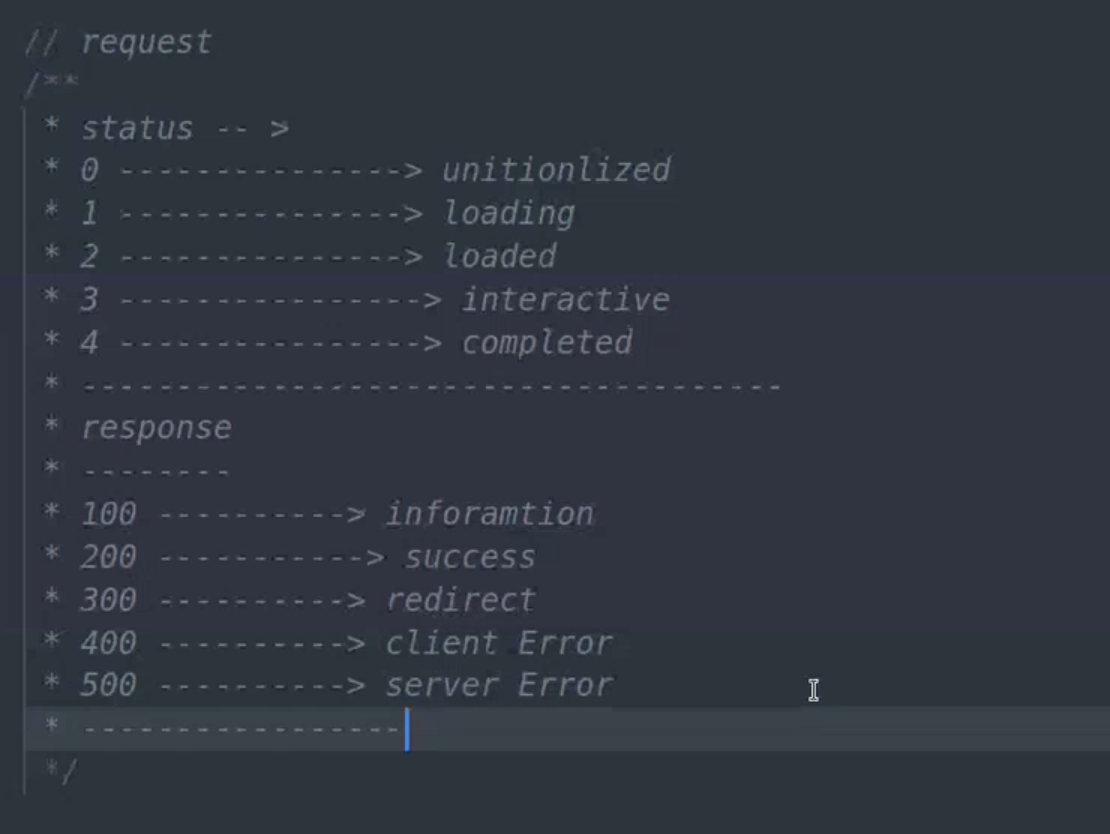 // request
/**
* status -- >
* 0 ---------------> unitionlized
* 1 ---------------> loading
* 2 ---------------> loaded
* 3 ----------------> interactive
* 4 ----------------> completed
* -------------------------------------
* response
* --------
* 100 ----------> inforamtion
* 200 -----------> success
* 300 ----------> redirect
* 400 ----------> client Error
* 500 ----------> server Error
* -----------------
*/